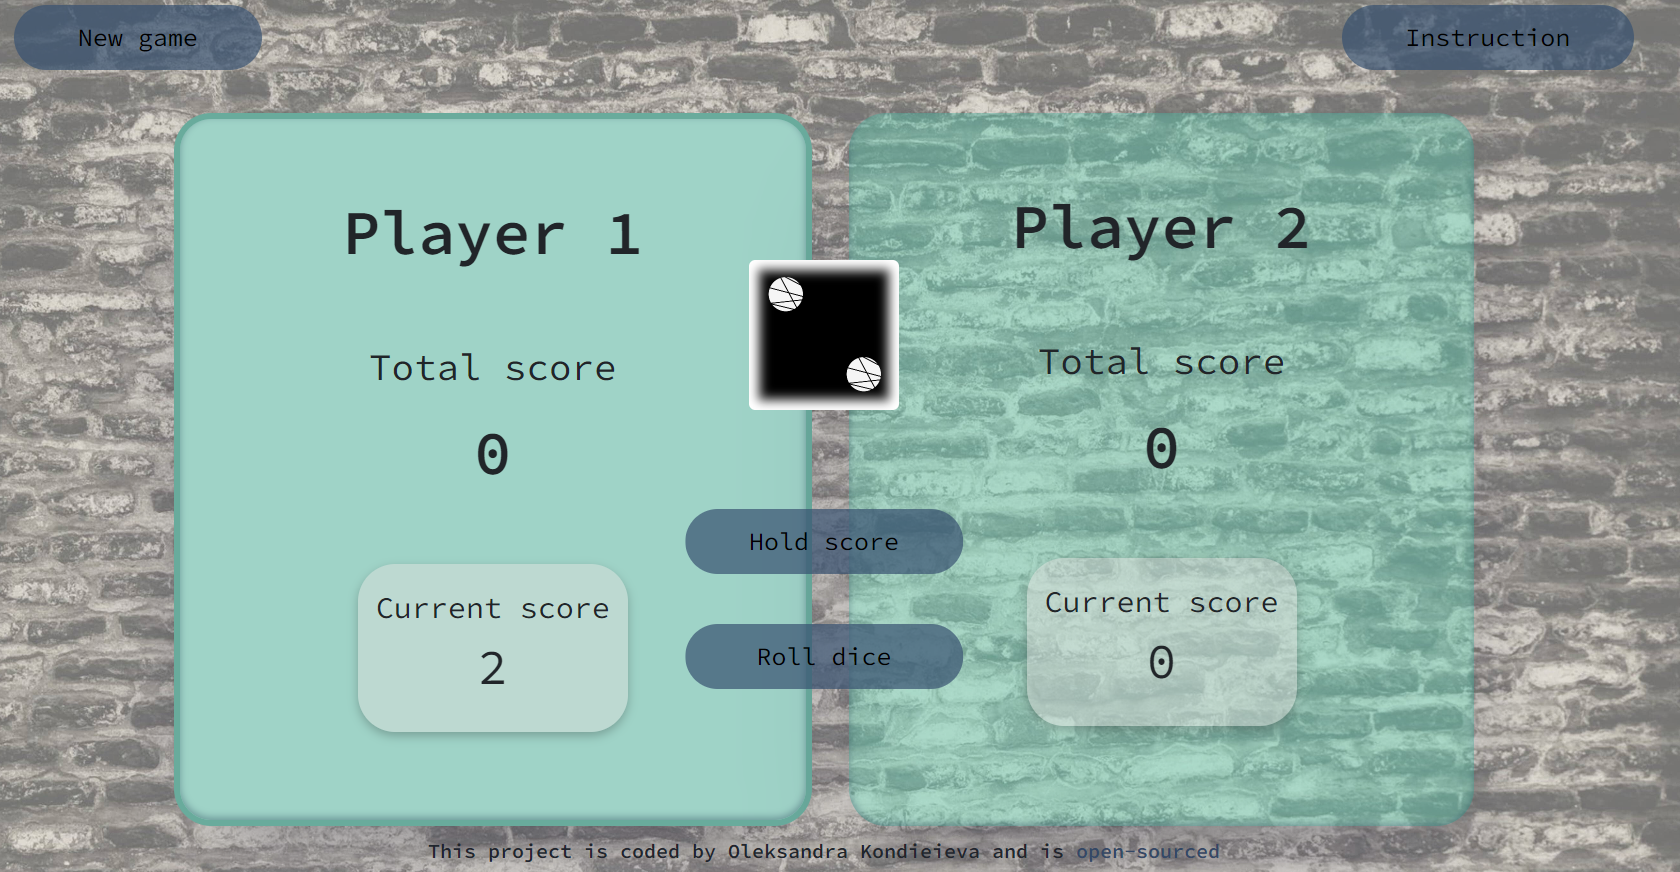 New game
Instruction
Player 1
Total score
0
Current score
2
Hold score
Roll dice
Player 2
Total score
0
Current score
0
This project is coded by Oleksandra Kondieieva and is open-sourced